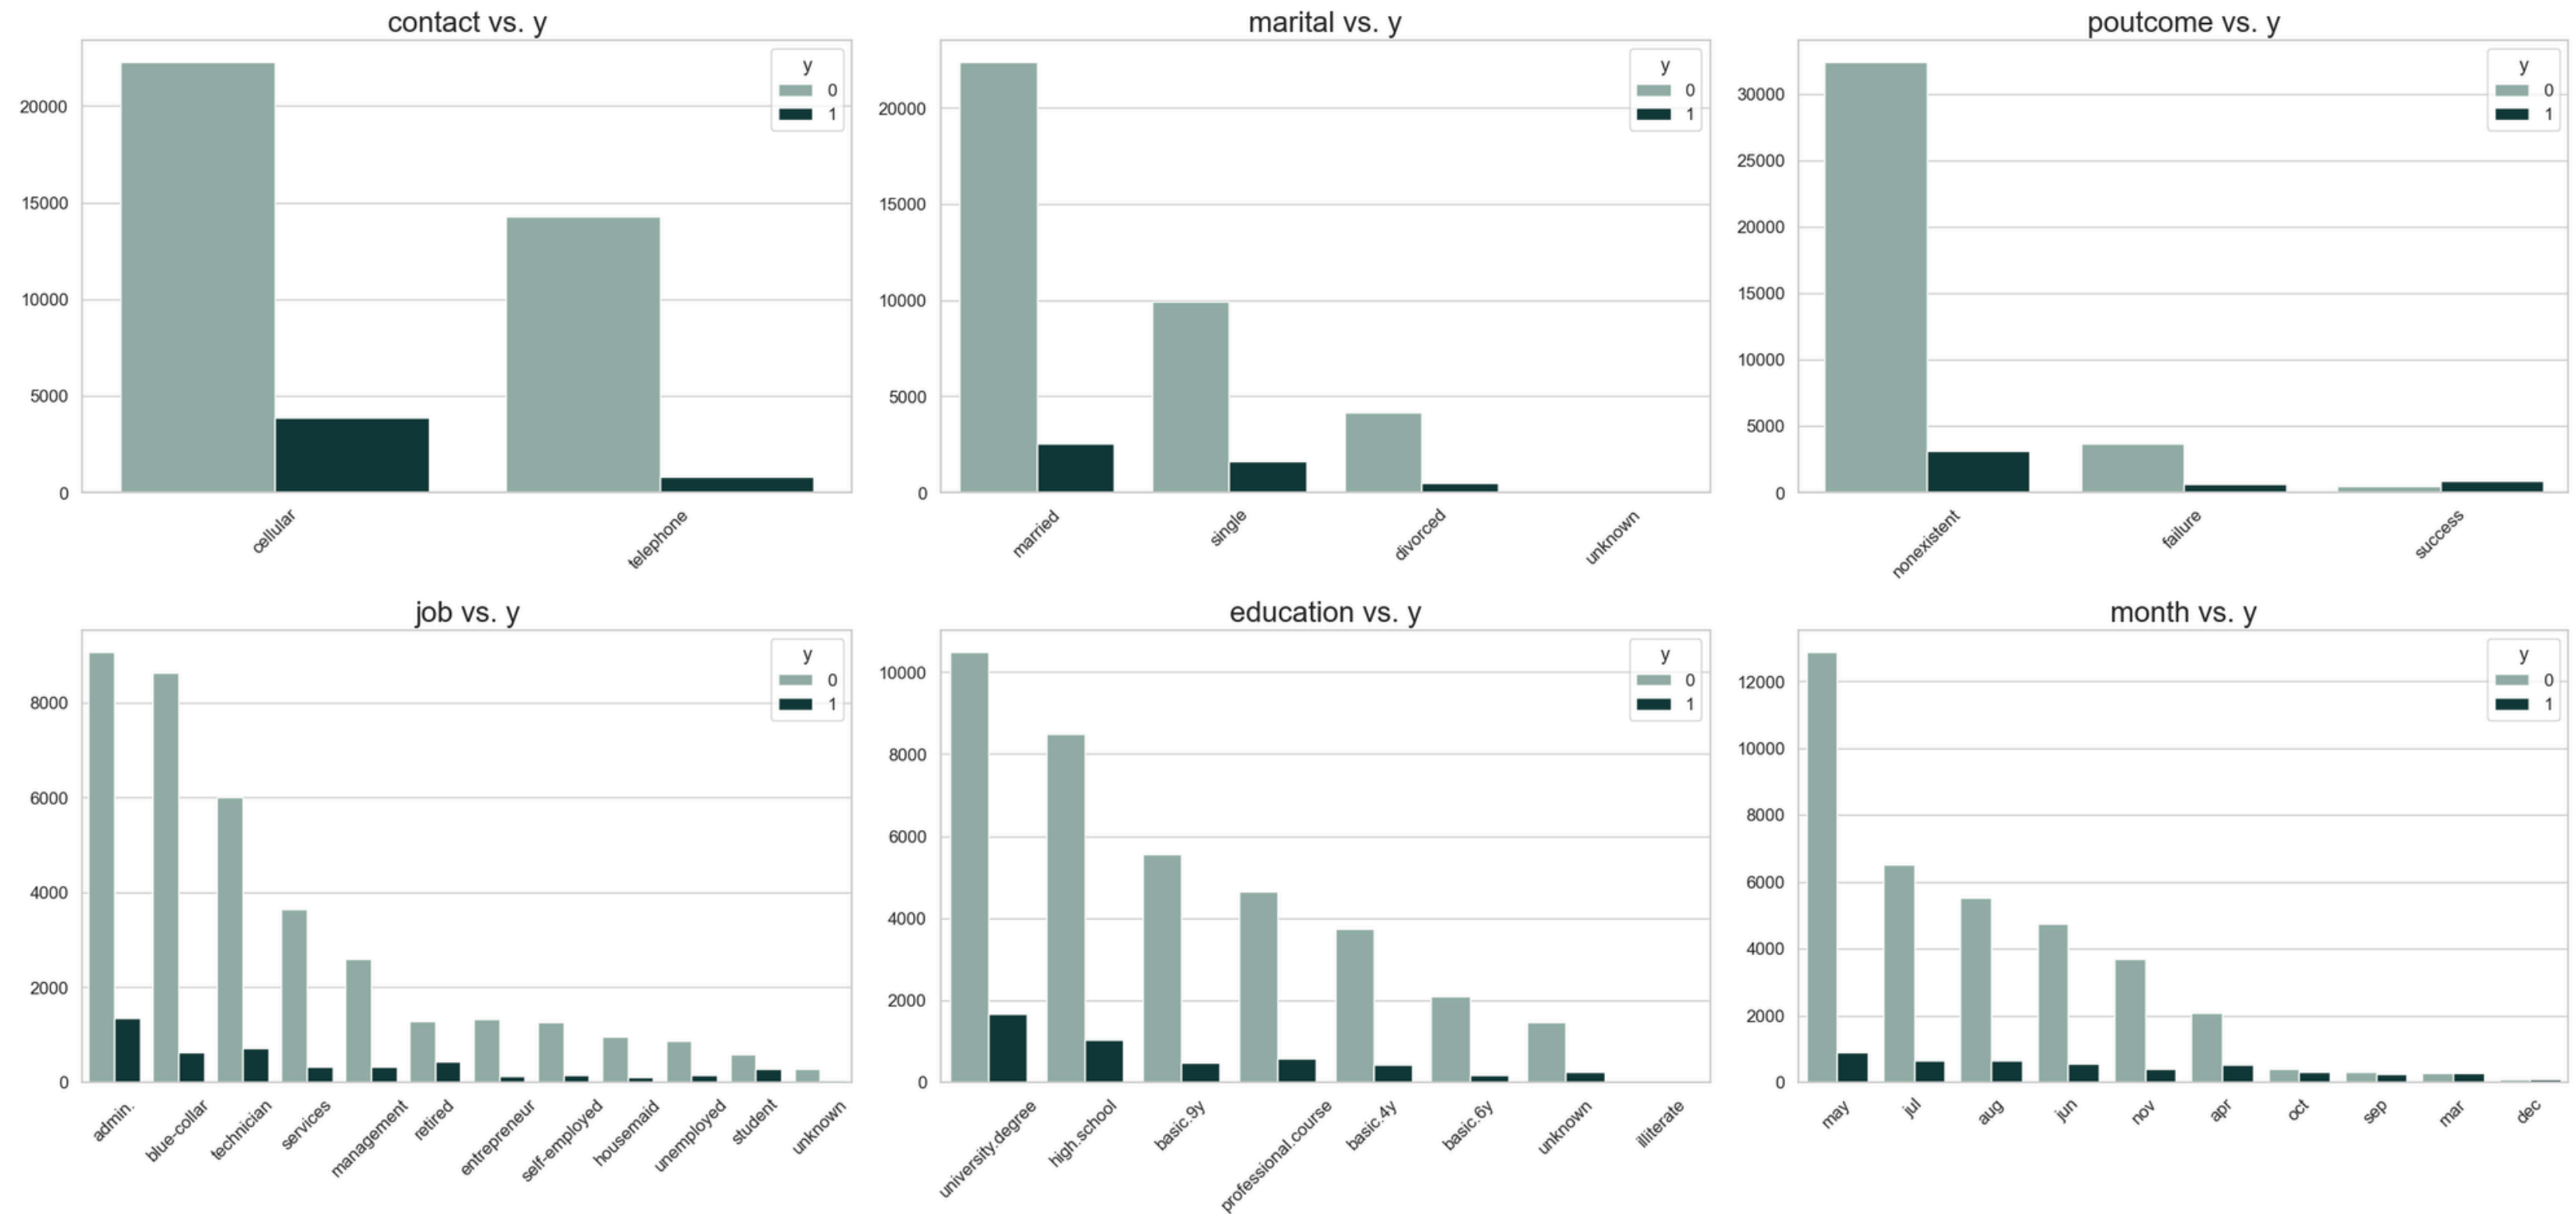 contact vs. y
y
0
1
20000
15000
10000
5000
0
cellular
telephone
marital vs. y
y
0
1
20000
15000
10000
5000
0
married
single
divorced
unknown
poutcome vs. y
y
0
1
30000
25000
20000
15000
10000
5000
0
nonexistent
failure
success
job vs. y
y
0
1
8000
6000
4000
2000
0
admin.
blue-collar
technician
services
management
retired
entrepreneur
self-employed
housemaid
unemployed
student
unknown
education vs. y
y
0
1
10000
8000
6000
4000
2000
0
university.degree
high.school
basic.9y
professional.course
basic.4y
basic.6y
unknown
illiterate
month vs. y
y
0
1
12000
10000
8000
6000
4000
2000
0
may
jul
aug
jun
nov
apr
oct
sep
mar
dec